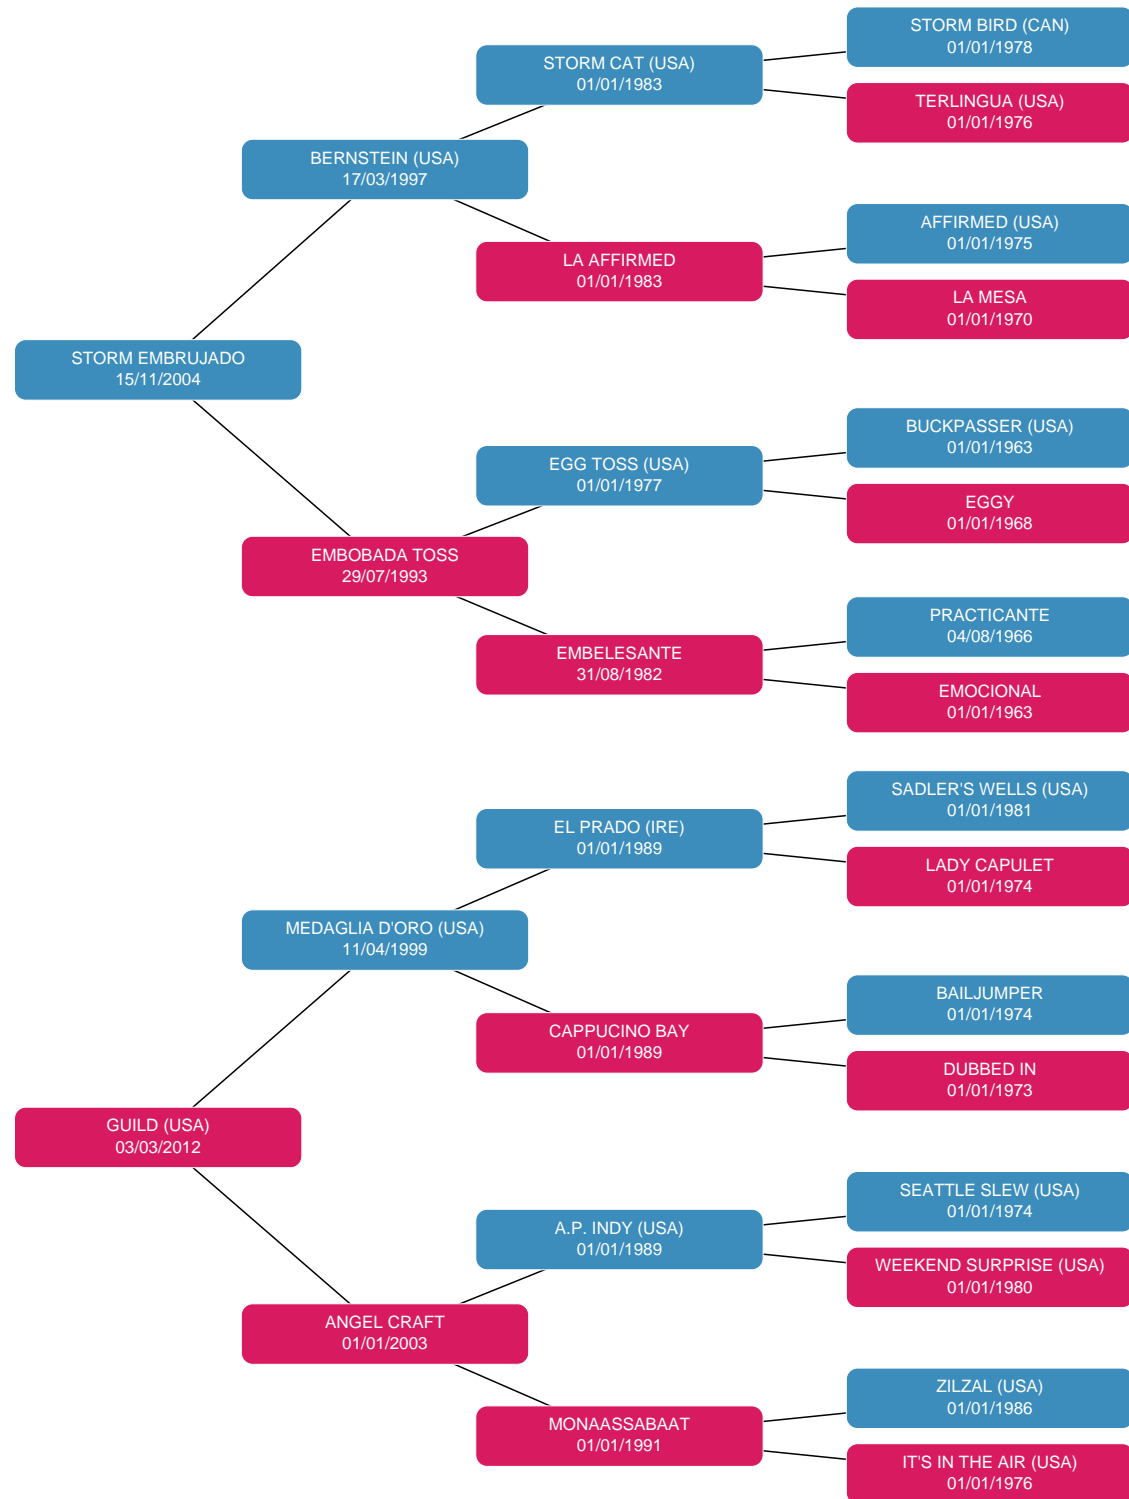 STORM BIRD (CAN)
01/01/1978
STORM CAT (USA)
01/01/1983
TERLINGUA (USA)
01/01/1976
BERNSTEIN (USA)
17/03/1997
AFFIRMED (USA)
01/01/1975
LA AFFIRMED
01/01/1983
LA MESA
01/01/1970
STORM EMBRUJADO
15/11/2004
BUCKPASSER (USA)
01/01/1963
EGG TOSS (USA)
01/01/1977
EGGY
01/01/1968
EMBOBADA TOSS
29/07/1993
PRACTICANTE
04/08/1966
EMBELESANTE
31/08/1982
EMOCIONAL
01/01/1963
SADLER'S WELLS (USA)
01/01/1981
EL PRADO (IRE)
01/01/1989
LADY CAPULET
01/01/1974
MEDAGLIA D'ORO (USA)
11/04/1999
BAILJUMPER
01/01/1974
CAPPUCINO BAY
01/01/1989
DUBBED IN
01/01/1973
GUILD (USA)
03/03/2012
SEATTLE SLEW (USA)
01/01/1974
A.P. INDY (USA)
01/01/1989
WEEKEND SURPRISE (USA)
01/01/1980
ANGEL CRAFT
01/01/2003
ZILZAL (USA)
01/01/1986
MONAASSABAAT
01/01/1991
IT'S IN THE AIR (USA)
01/01/1976